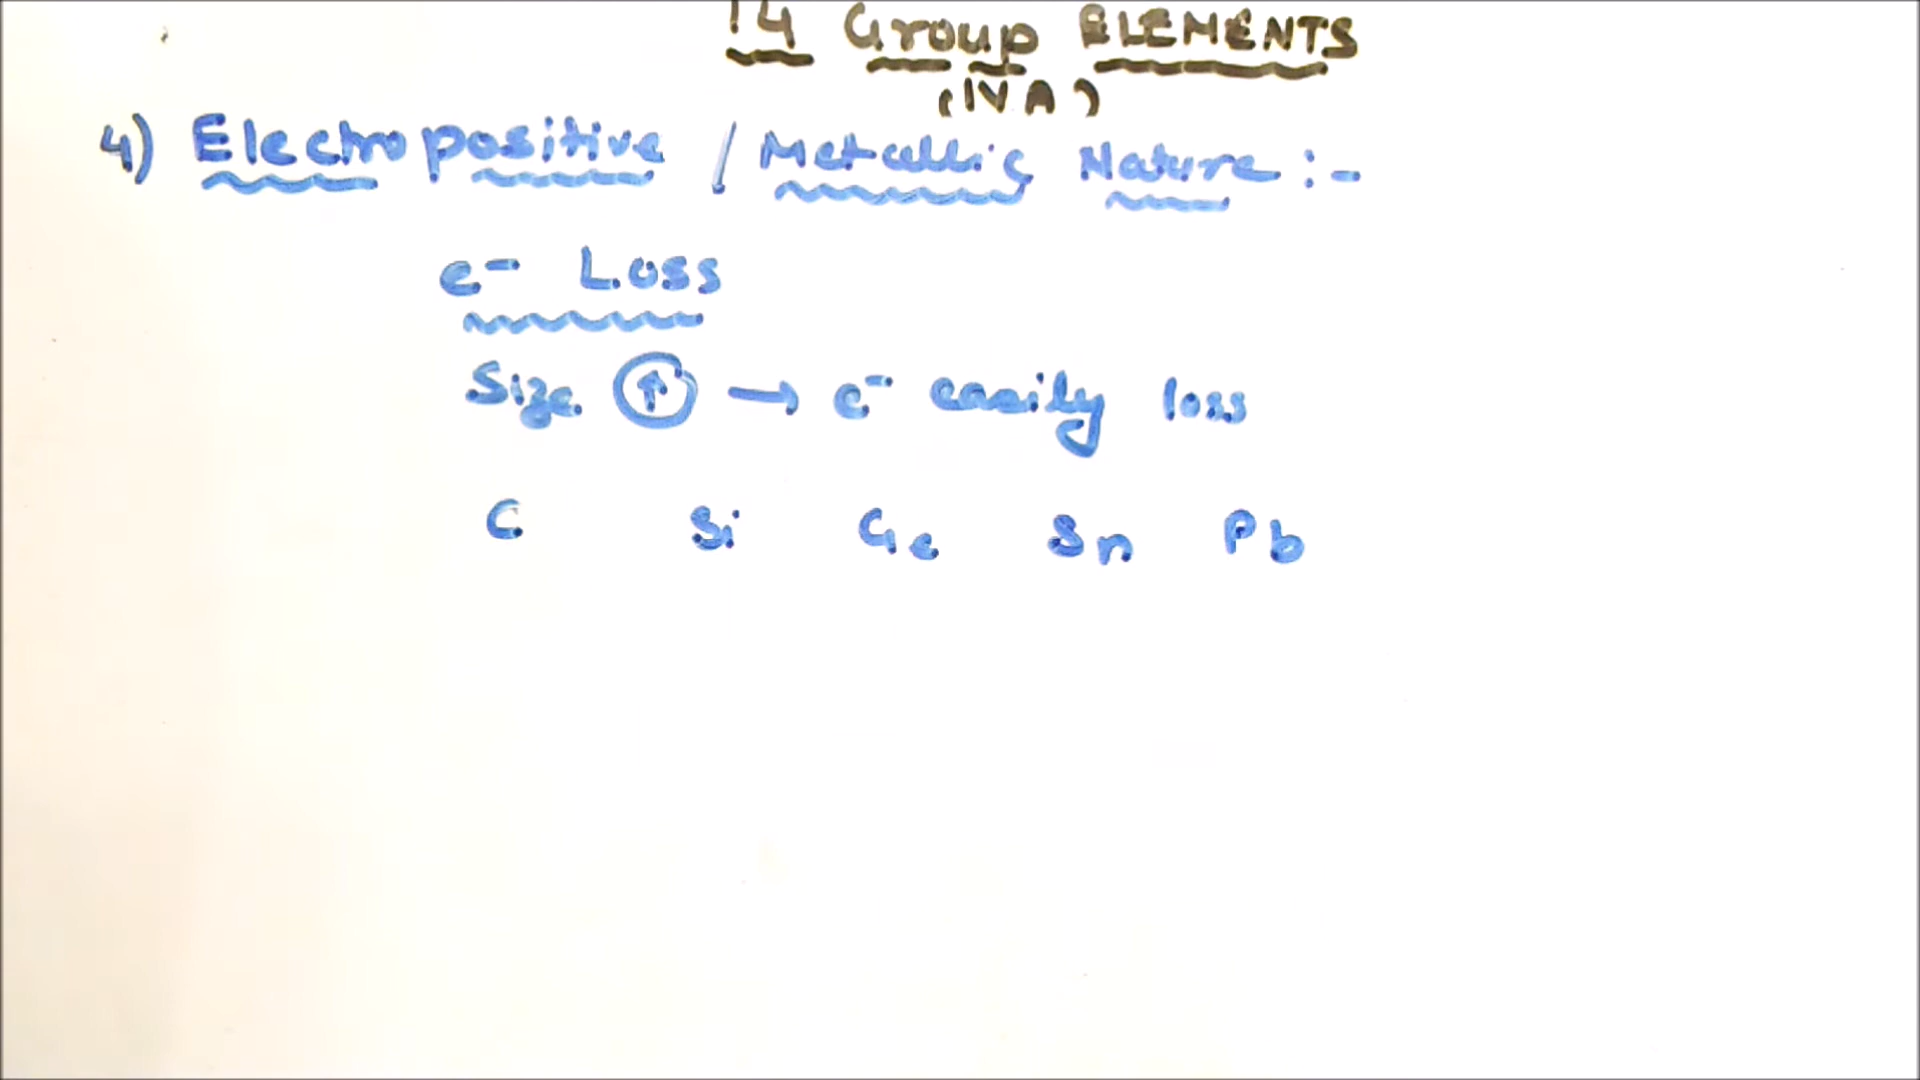 14 Group ELEMENTS
(IVA)
4) Electropositive / Metallic Nature :-
e⁻ Loss
Size ↑ → e⁻ easily loss
C Si Ge Sn Pb